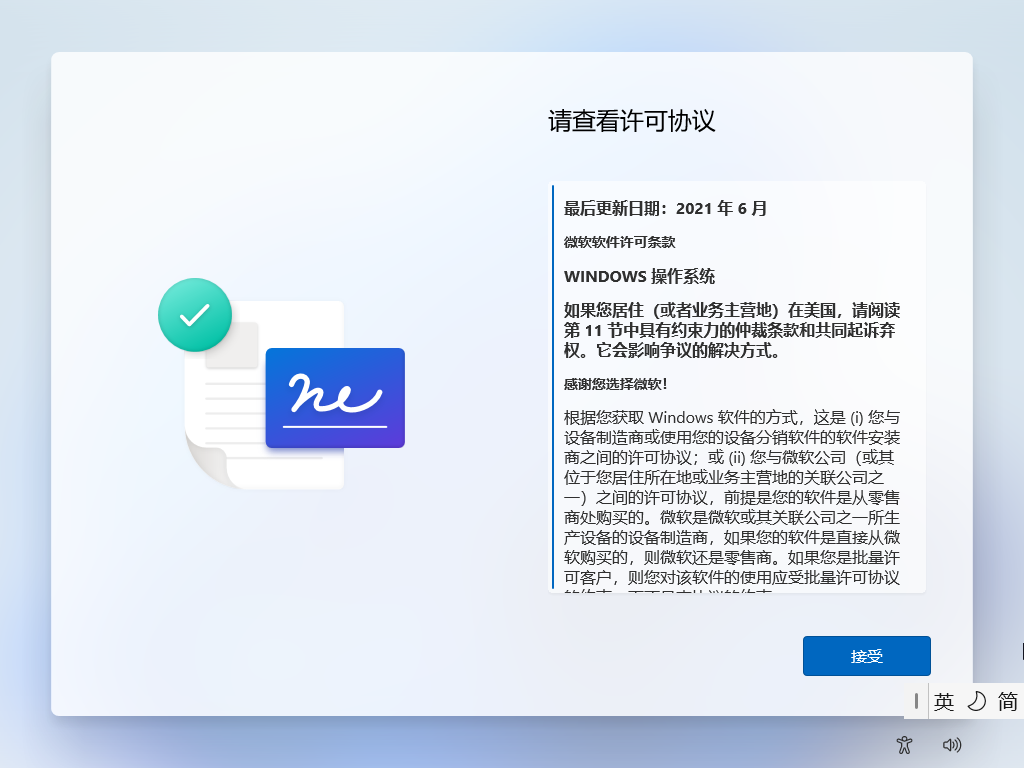 请查看许可协议
最后更新日期：2021 年 6 月
微软软件许可条款
WINDOWS 操作系统
如果您居住（或者业务主营地）在美国，请阅读
第 11 节中具有约束力的仲裁条款和共同起诉弃
权。它会影响争议的解决方式。
感谢您选择微软！
根据您获取 Windows 软件的方式，这是 (i) 您与
设备制造商或使用您的设备分销软件的软件安装
商之间的许可协议；或 (ii) 您与微软公司（或其
位于您居住所在地或业务主营地的关联公司之
一）之间的许可协议，前提是您的软件是从零售
商处购买的。微软是微软或其关联公司之一所生
产设备的设备制造商，如果您的软件是直接从微
软购买的，则微软还是零售商。如果您是批量许
可客户，则您对该软件的使用应受批量许可协议
接受
英 简